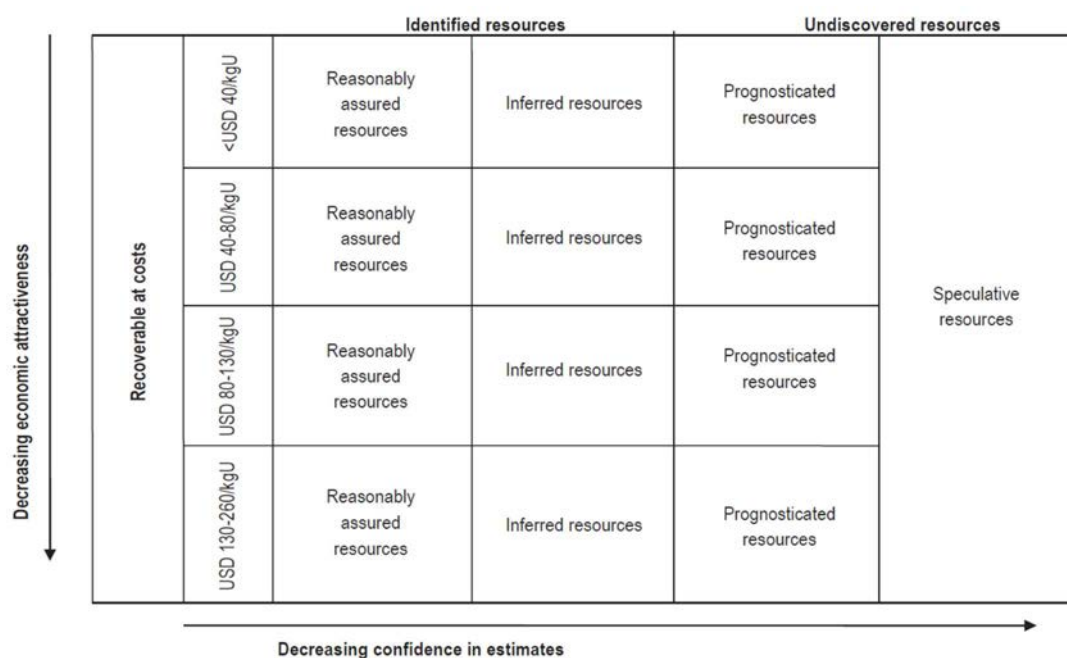 Identified resources
Undiscovered resources
Decreasing economic attractiveness
Recoverable at costs
<USD 40/kgU
Reasonably
assured
resources
Inferred resources
Prognosticated
resources
USD 40-80/kgU
Reasonably
assured
resources
Inferred resources
Prognosticated
resources
Speculative
resources
USD 80-130/kgU
Reasonably
assured
resources
Inferred resources
Prognosticated
resources
USD 130-260/kgU
Reasonably
assured
resources
Inferred resources
Prognosticated
resources
Decreasing confidence in estimates